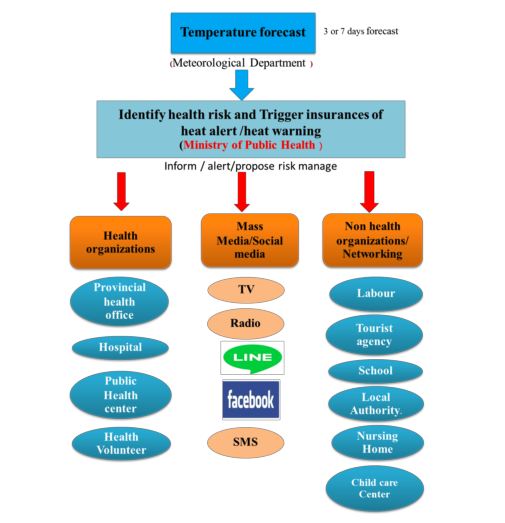 Temperature forecast
3 or 7 days forecast
(Meteorological Department )
Identify health risk and Trigger insurances of
heat alert /heat warning
(Ministry of Public Health )
Inform / alert/propose risk manage
Health
organizations
Mass
Media/Social
media
Non health
organizations/
Networking
Provincial
health
office
Hospital
Public
Health
center
Health
Volunteer
TV
Radio
LINE
facebook
SMS
Labour
Tourist
agency
School
Local
Authority.
Nursing
Home
Child care
Center